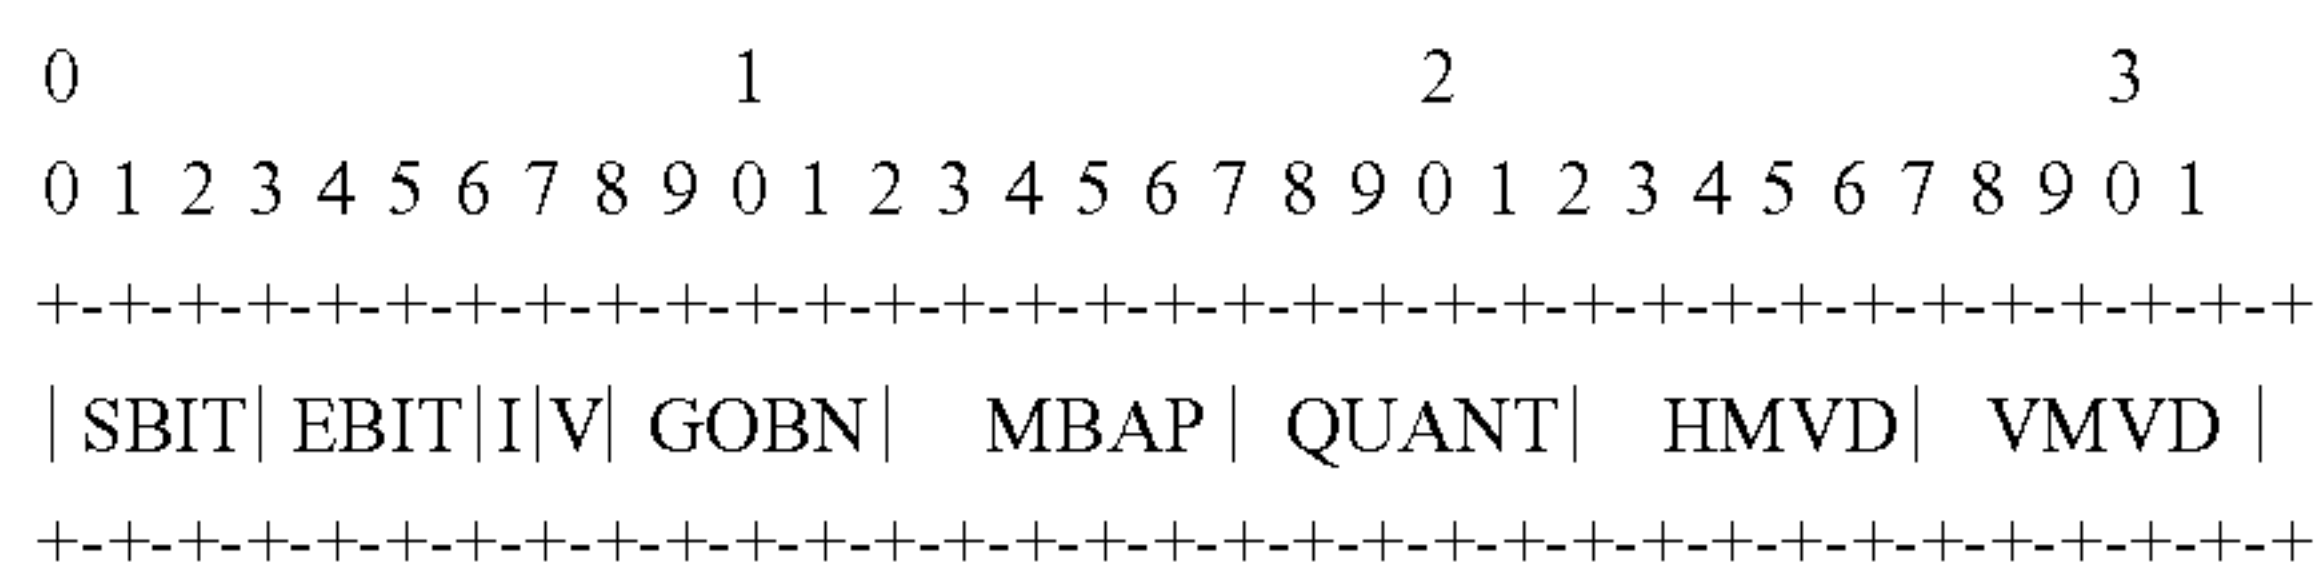 0 1 2 3
0 1 2 3 4 5 6 7 8 9 0 1 2 3 4 5 6 7 8 9 0 1 2 3 4 5 6 7 8 9 0 1
+-+-+-+-+-+-+-+-+-+-+-+-+-+-+-+-+-+-+-+-+-+-+-+-+-+-+-+-+-+-+-+-+
| SBIT| EBIT|I|V| GOBN| MBAP | QUANT| HMVD| VMVD |
+-+-+-+-+-+-+-+-+-+-+-+-+-+-+-+-+-+-+-+-+-+-+-+-+-+-+-+-+-+-+-+-+